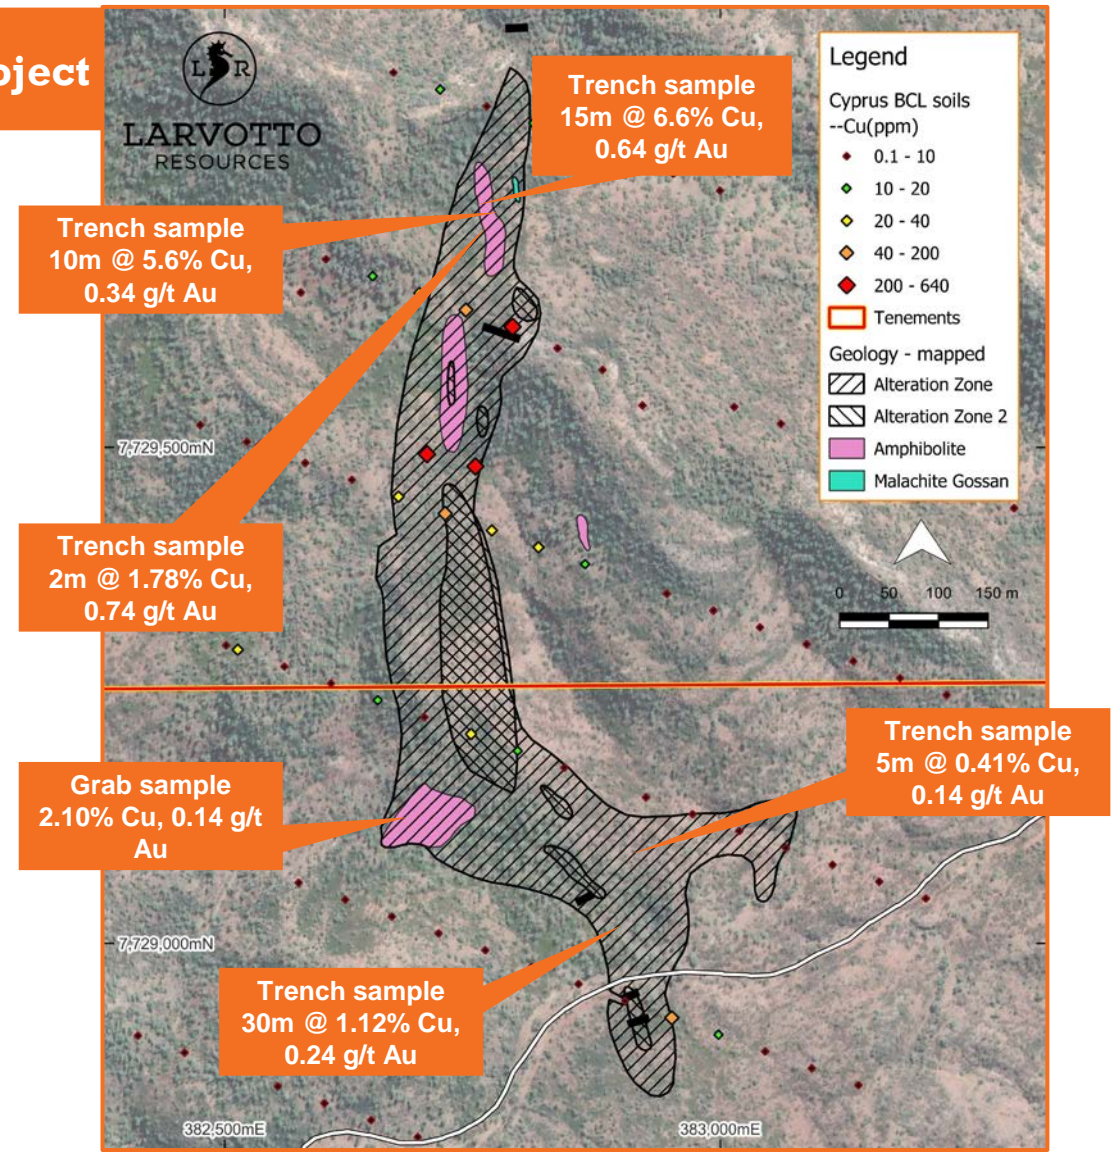 oject
L R
LARVOTTO
RESOURCES
Trench sample
15m @ 6.6% Cu,
0.64 g/t Au
Legend
Cyprus BCL soils
--Cu(ppm)
0.1 - 10
10 - 20
20 - 40
40 - 200
200 - 640
Tenements
Geology - mapped
Alteration Zone
Alteration Zone 2
Amphibolite
Malachite Gossan
0 50 100 150 m
Trench sample
10m @ 5.6% Cu,
0.34 g/t Au
7,729,500mN
Trench sample
2m @ 1.78% Cu,
0.74 g/t Au
Trench sample
5m @ 0.41% Cu,
0.14 g/t Au
Grab sample
2.10% Cu, 0.14 g/t
Au
7,729,000mN
Trench sample
30m @ 1.12% Cu,
0.24 g/t Au
382,500mE
383,000mE